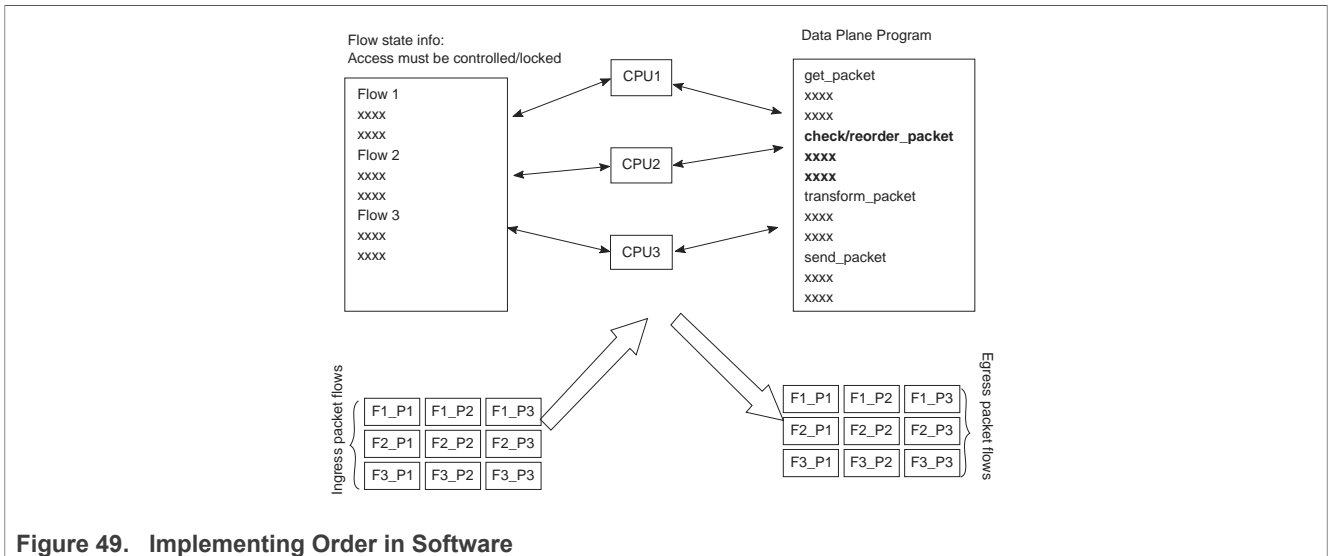 Flow state info:
Access must be controlled/locked
Flow 1
xxxx
xxxx
Flow 2
xxxx
xxxx
Flow 3
xxxx
xxxx
CPU1
CPU2
CPU3
Data Plane Program
get_packet
xxxx
xxxx
check/reorder_packet
xxxx
xxxx
transform_packet
xxxx
xxxx
send_packet
xxxx
xxxx
Ingress packet flows
F1_P1 F1_P2 F1_P3
F2_P1 F2_P2 F2_P3
F3_P1 F3_P2 F3_P3
F1_P1 F1_P2 F1_P3
F2_P1 F2_P2 F2_P3
F3_P1 F3_P2 F3_P3
Egress packet flows
Figure 49. Implementing Order in Software